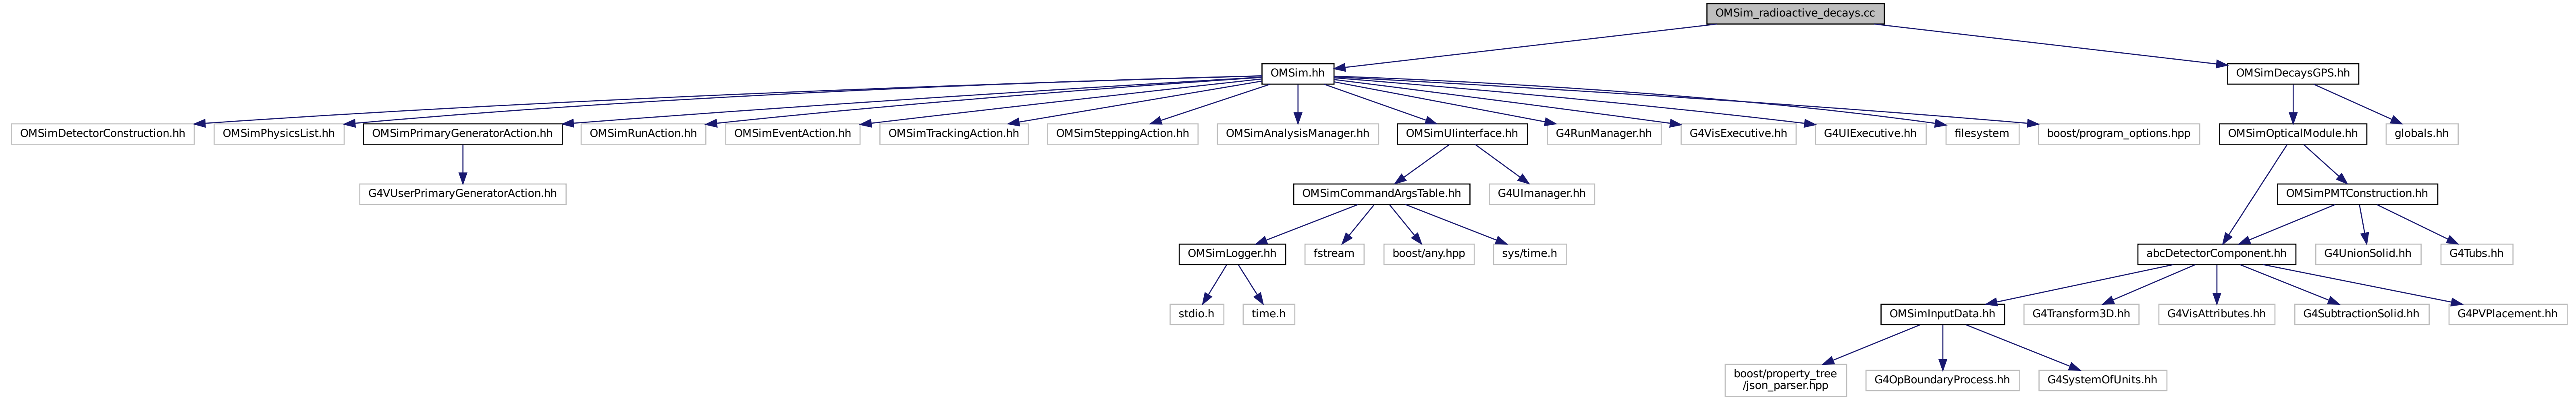 OMSim_radioactive_decays.cc
OMSim.hh
OMSimDecaysGPS.hh
OMSimDetectorConstruction.hh
OMSimPhysicsList.hh
OMSimPrimaryGeneratorAction.hh
OMSimRunAction.hh
OMSimEventAction.hh
OMSimTrackingAction.hh
OMSimSteppingAction.hh
OMSimAnalysisManager.hh
OMSimUIinterface.hh
G4RunManager.hh
G4VisExecutive.hh
G4UIExecutive.hh
filesystem
boost/program_options.hpp
OMSimOpticalModule.hh
globals.hh
G4VUserPrimaryGeneratorAction.hh
OMSimCommandArgsTable.hh
G4UImanager.hh
OMSimPMTConstruction.hh
OMSimLogger.hh
fstream
boost/any.hpp
sys/time.h
abcDetectorComponent.hh
G4UnionSolid.hh
G4Tubs.hh
stdio.h
time.h
OMSimInputData.hh
G4Transform3D.hh
G4VisAttributes.hh
G4SubtractionSolid.hh
G4PVPlacement.hh
boost/property_tree
/json_parser.hpp
G4OpBoundaryProcess.hh
G4SystemOfUnits.hh